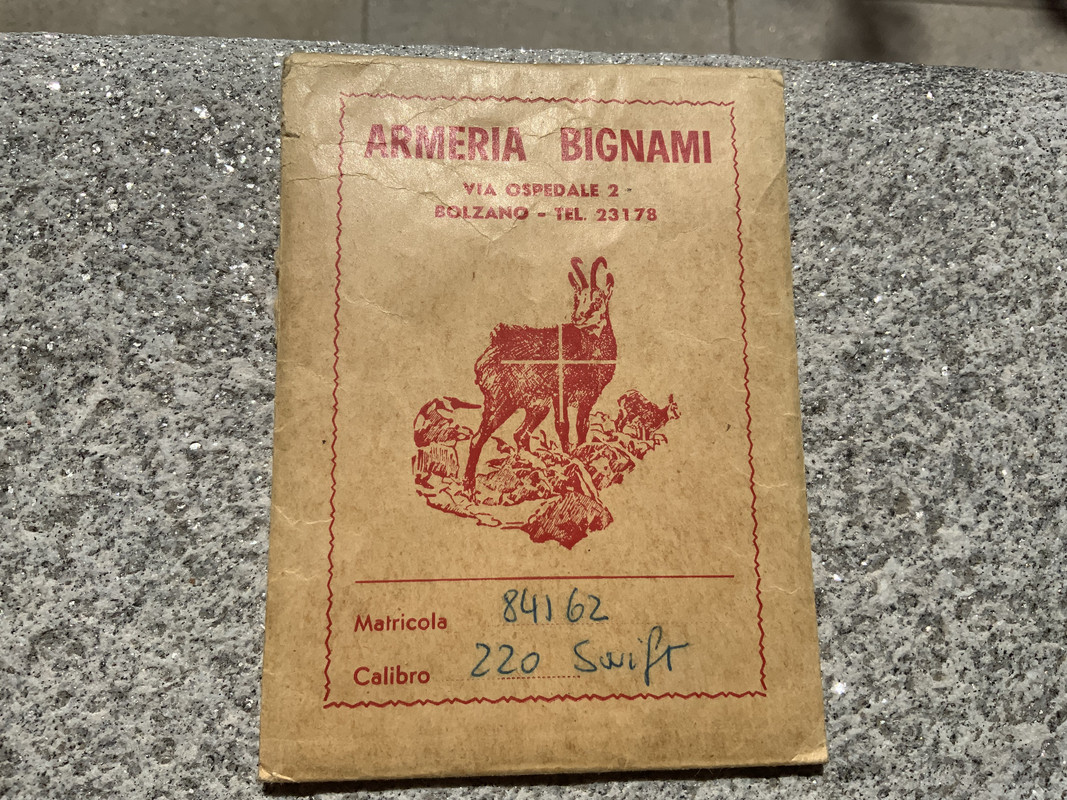 ARMERIA BIGNAMI
VIA OSPEDALE 2 -
BOLZANO - TEL. 23178
Matricola 84162
Calibro 220 Swift